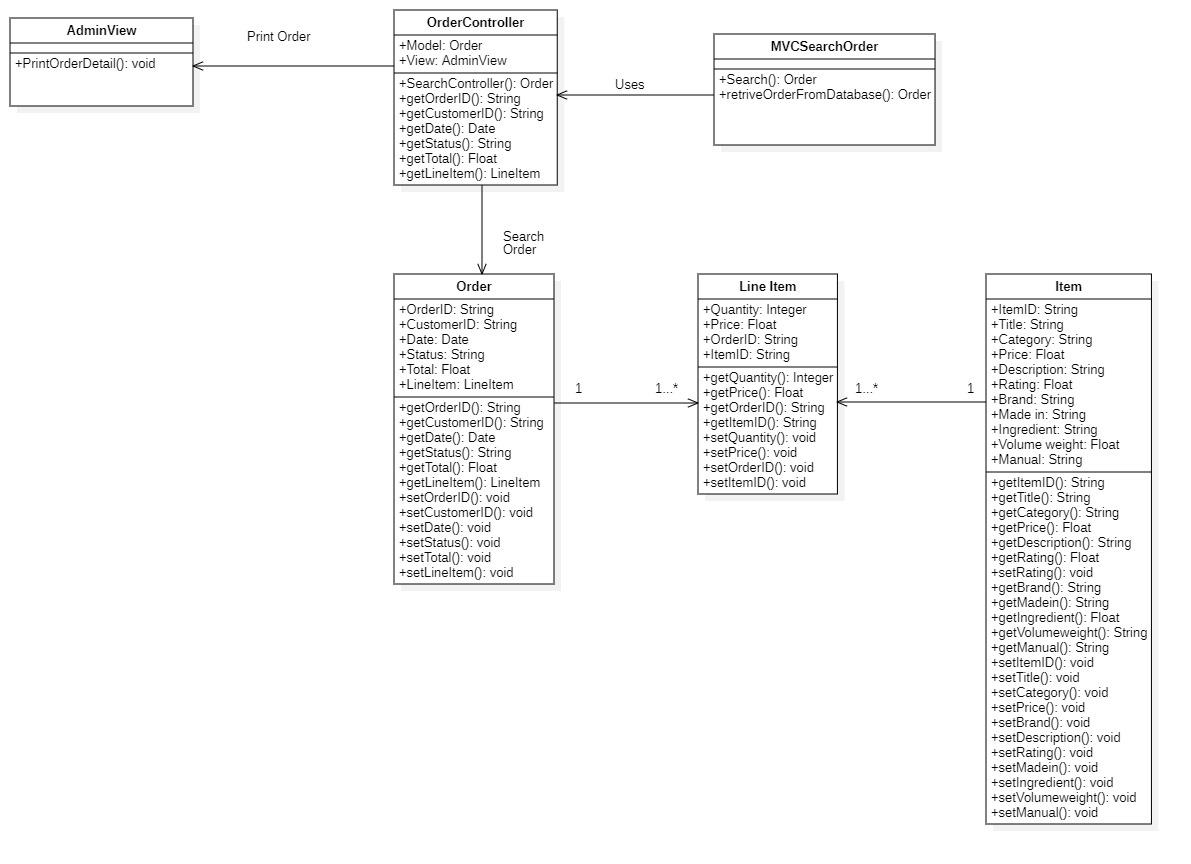 AdminView
+PrintOrderDetail(): void
Print Order
OrderController
+Model: Order
+View: AdminView
+SearchController(): Order
+getOrderID(): String
+getCustomerID(): String
+getDate(): Date
+getStatus(): String
+getTotal(): Float
+getLineItem(): LineItem
Uses
MVCSearchOrder
+Search(): Order
+retriveOrderFromDatabase(): Order
Search
Order
Order
+OrderID: String
+CustomerID: String
+Date: Date
+Status: String
+Total: Float
+LineItem: LineItem
+getOrderID(): String
+getCustomerID(): String
+getDate(): Date
+getStatus(): String
+getTotal(): Float
+getLineItem(): LineItem
+setOrderID(): void
+setCustomerID(): void
+setDate(): void
+setStatus(): void
+setTotal(): void
+setLineItem(): void
1
1...*
Line Item
+Quantity: Integer
+Price: Float
+OrderID: String
+ItemID: String
+getQuantity(): Integer
+getPrice(): Float
+getOrderID(): String
+getItemID(): String
+setQuantity(): void
+setPrice(): void
+setOrderID(): void
+setItemID(): void
1...*
1
Item
+ItemID: String
+Title: String
+Category: String
+Price: Float
+Description: String
+Rating: Float
+Brand: String
+Made in: String
+Ingredient: String
+Volume weight: Float
+Manual: String
+getItemID(): String
+getTitle(): String
+getCategory(): String
+getPrice(): Float
+getDescription(): String
+getRating(): Float
+setRating(): void
+getBrand(): String
+getMadein(): String
+getIngredient(): Float
+getVolumeweight(): String
+getManual(): String
+setItemID(): void
+setTitle(): void
+setCategory(): void
+setPrice(): void
+setBrand(): void
+setDescription(): void
+setRating(): void
+setMadein(): void
+setIngredient(): void
+setVolumeweight(): void
+setManual(): void